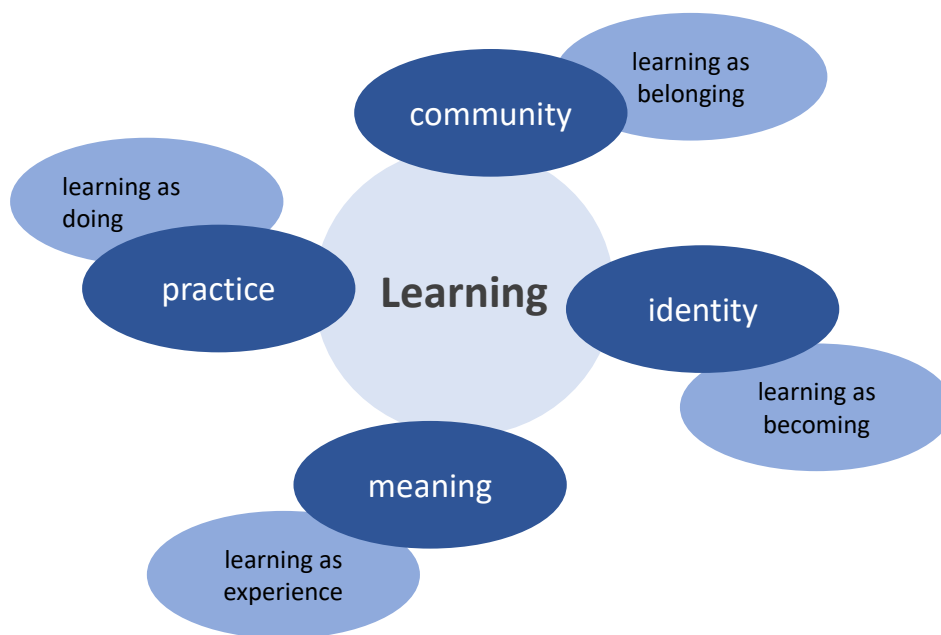 learning as
belonging
community
learning as
doing
practice
Learning
identity
learning as
becoming
meaning
learning as
experience